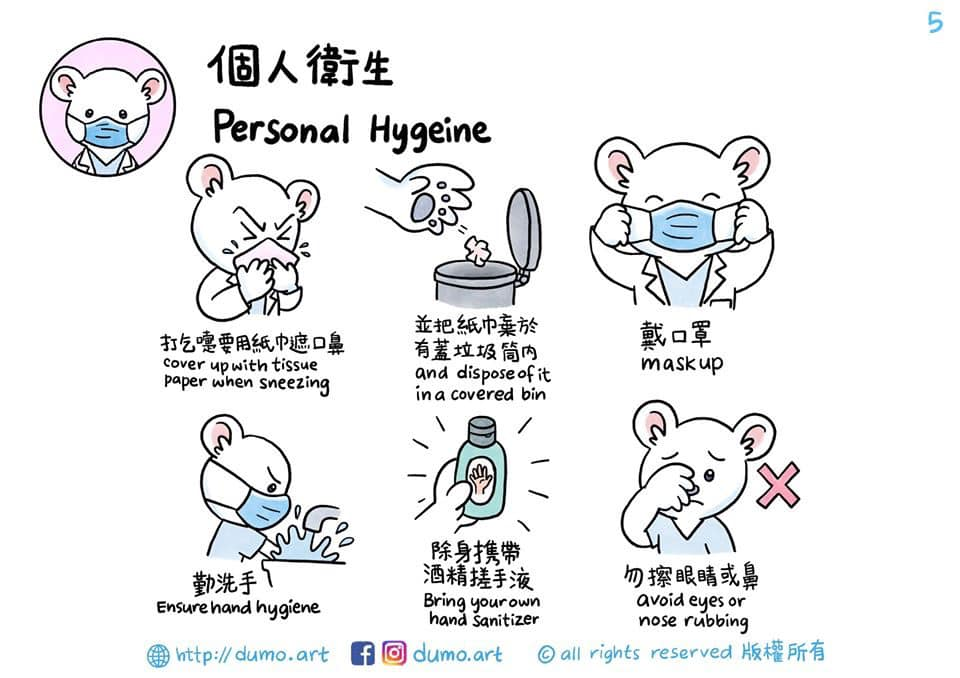 5
個人衛生
Personal Hygeine
打乞嚏要用紙巾遮口鼻
cover up with tissue
paper when sneezing
並把紙巾棄於
有蓋垃圾筒內
and dispose of it
in a covered bin
戴口罩
mask up
勤洗手
Ensure hand hygiene
除身攜帶
酒精搓手液
Bring your own
hand sanitizer
勿擦眼睛或鼻
avoid eyes or
nose rubbing
http://dumo.art dumo.art © all rights reserved 版權所有